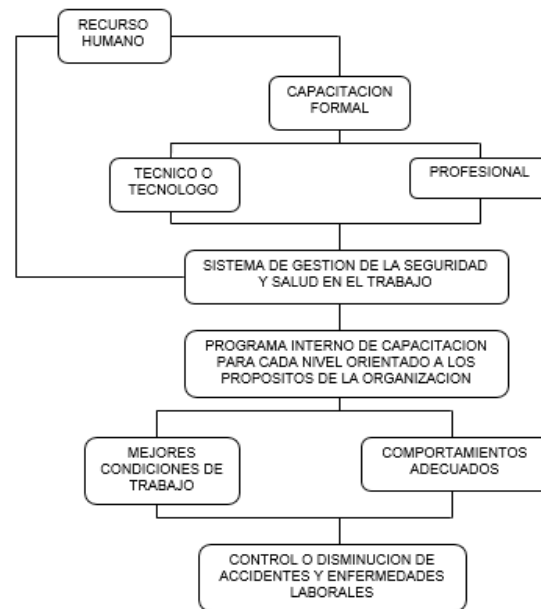 RECURSO
HUMANO
CAPACITACION
FORMAL
TECNICO O
TECNOLOGO
PROFESIONAL
SISTEMA DE GESTION DE LA SEGURIDAD
Y SALUD EN EL TRABAJO
PROGRAMA INTERNO DE CAPACITACION
PARA CADA NIVEL ORIENTADO A LOS
PROPOSITOS DE LA ORGANIZACION
MEJORES
CONDICIONES DE
TRABAJO
COMPORTAMIENTOS
ADECUADOS
CONTROL O DISMINUCION DE
ACCIDENTES Y ENFERMEDADES
LABORALES